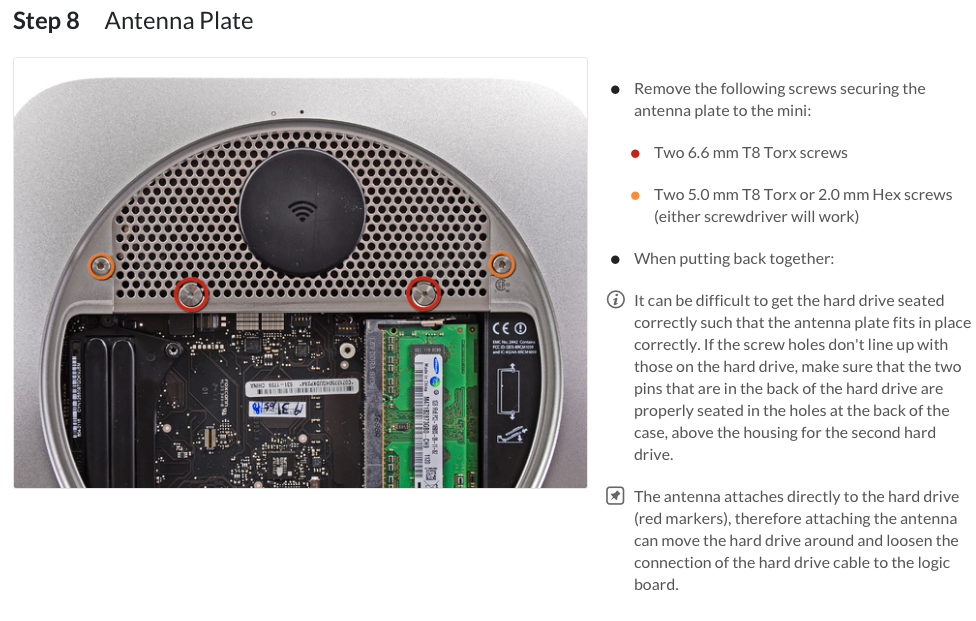 Step 8 Antenna Plate
Remove the following screws securing the
antenna plate to the mini:
Two 6.6 mm T8 Torx screws
Two 5.0 mm T8 Torx or 2.0 mm Hex screws
(either screwdriver will work)
When putting back together:
It can be difficult to get the hard drive seated
correctly such that the antenna plate fits in place
correctly. If the screw holes don't line up with
those on the hard drive, make sure that the two
pins that are in the back of the hard drive are
properly seated in the holes at the back of the
case, above the housing for the second hard
drive.
The antenna attaches directly to the hard drive
(red markers), therefore attaching the antenna
can move the hard drive around and loosen the
connection of the hard drive cable to the logic
board.